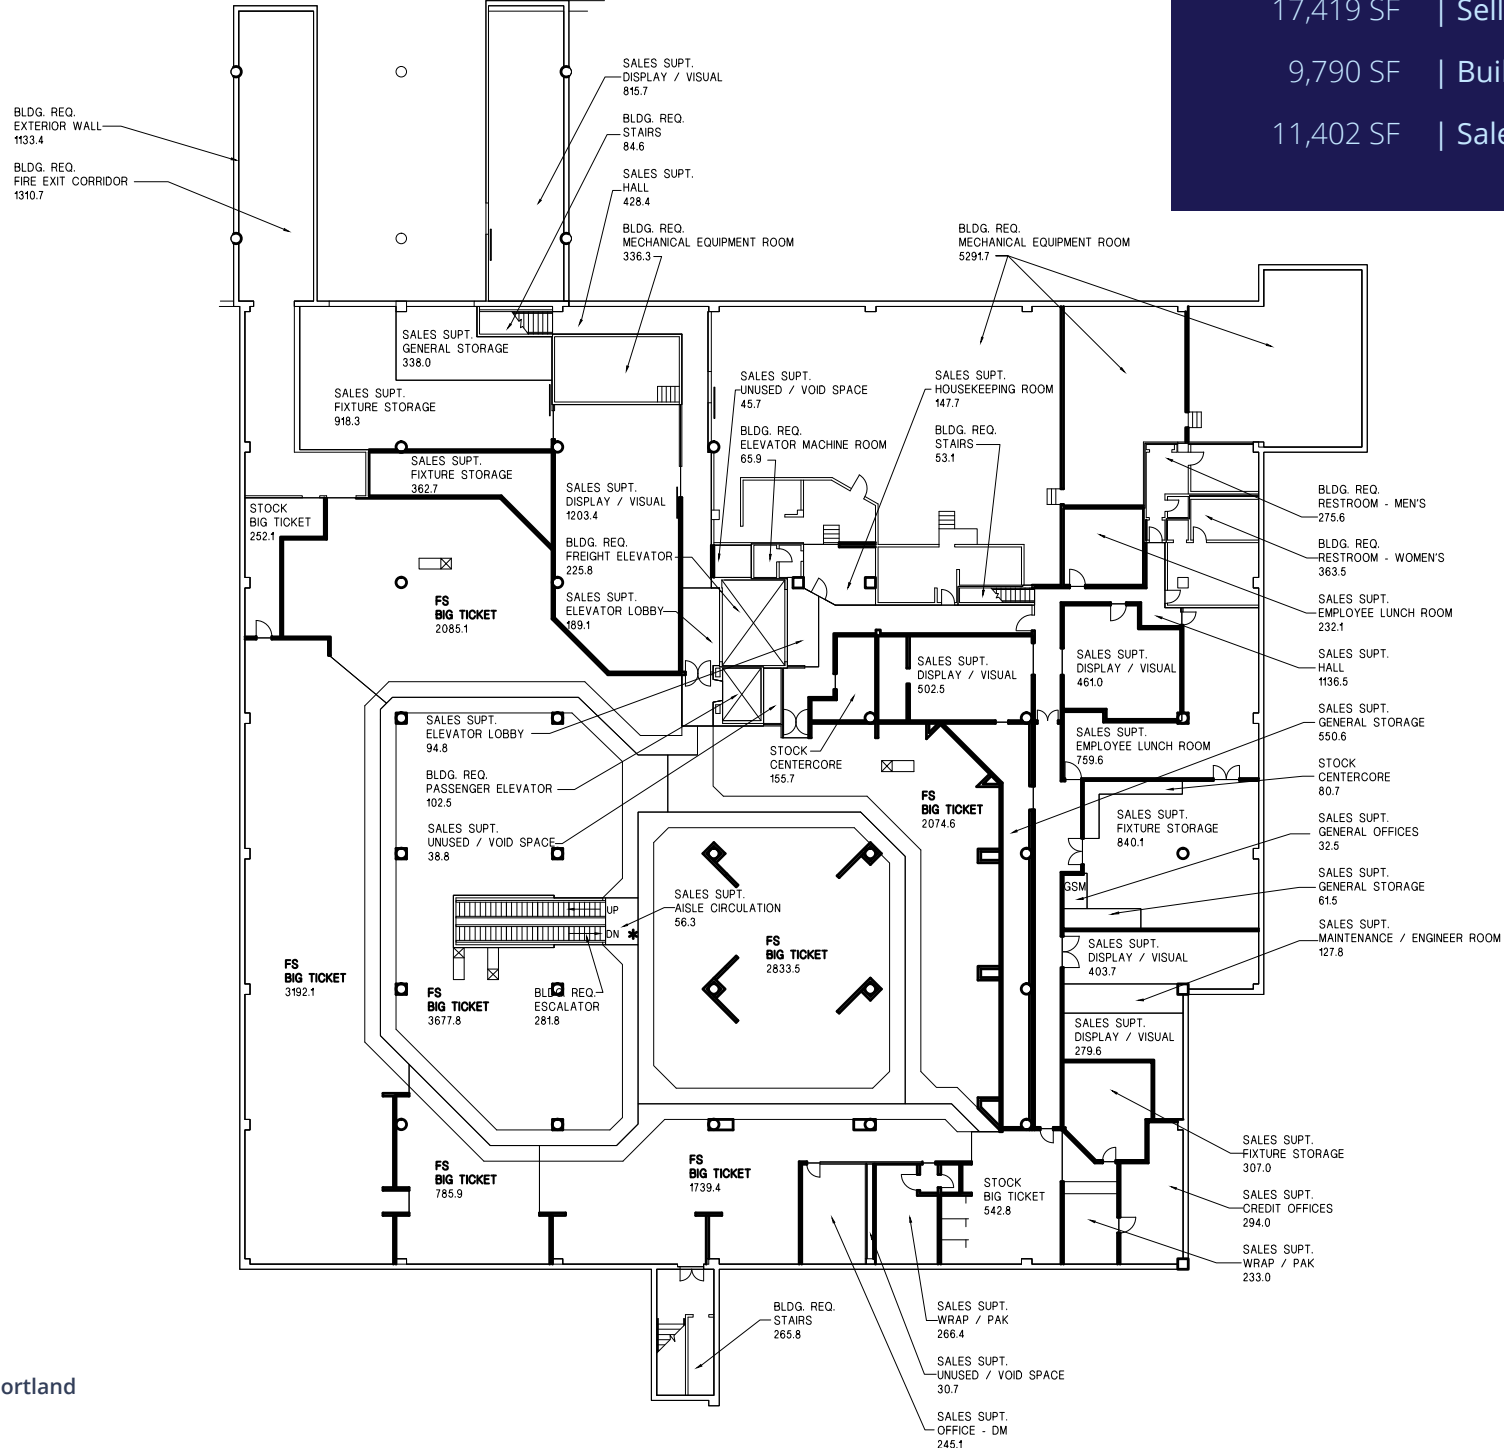 17,419 SF | Sell
9,790 SF | Buil
11,402 SF | Sale
SALES SUPT.
DISPLAY / VISUAL
815.7
BLDG. REQ.
EXTERIOR WALL
1133.4
BLDG. REQ.
STAIRS
84.6
BLDG. REQ.
FIRE EXIT CORRIDOR
1310.7
SALES SUPT.
HALL
428.4
BLDG. REQ.
MECHANICAL EQUIPMENT ROOM
336.3
BLDG. REQ.
MECHANICAL EQUIPMENT ROOM
5291.7
SALES SUPT.
GENERAL STORAGE
338.0
SALES SUPT.
FIXTURE STORAGE
918.3
SALES SUPT.
UNUSED / VOID SPACE
45.7
SALES SUPT.
HOUSEKEEPING ROOM
147.7
BLDG. REQ.
ELEVATOR MACHINE ROOM
65.9
BLDG. REQ.
STAIRS
53.1
SALES SUPT.
FIXTURE STORAGE
362.7
SALES SUPT.
DISPLAY / VISUAL
1203.4
STOCK
BIG TICKET
252.1
BLDG. REQ.
RESTROOM - MEN'S
275.6
BLDG. REQ.
FREIGHT ELEVATOR
225.8
BLDG. REQ.
RESTROOM - WOMEN'S
363.5
FS
BIG TICKET
2085.1
SALES SUPT.
ELEVATOR LOBBY
189.1
SALES SUPT.
EMPLOYEE LUNCH ROOM
232.1
SALES SUPT.
DISPLAY / VISUAL
502.5
SALES SUPT.
DISPLAY / VISUAL
461.0
SALES SUPT.
HALL
1136.5
SALES SUPT.
ELEVATOR LOBBY
94.8
SALES SUPT.
GENERAL STORAGE
550.6
SALES SUPT.
EMPLOYEE LUNCH ROOM
759.6
STOCK
CENTERCORE
155.7
STOCK
CENTERCORE
80.7
BLDG. REQ.
PASSENGER ELEVATOR
102.5
FS
BIG TICKET
2074.6
SALES SUPT.
FIXTURE STORAGE
840.1
SALES SUPT.
GENERAL OFFICES
32.5
SALES SUPT.
UNUSED / VOID SPACE
38.8
GSM
SALES SUPT.
GENERAL STORAGE
61.5
SALES SUPT.
AISLE CIRCULATION
56.3
UP
DN
SALES SUPT.
MAINTENANCE / ENGINEER ROOM
127.8
FS
BIG TICKET
2833.5
SALES SUPT.
DISPLAY / VISUAL
403.7
FS
BIG TICKET
3192.1
FS
BIG TICKET
3677.8
BLDG. REQ.
ESCALATOR
281.8
SALES SUPT.
DISPLAY / VISUAL
279.6
SALES SUPT.
FIXTURE STORAGE
307.0
FS
BIG TICKET
785.9
FS
BIG TICKET
1739.4
STOCK
BIG TICKET
542.8
SALES SUPT.
CREDIT OFFICES
294.0
SALES SUPT.
WRAP / PAK
233.0
BLDG. REQ.
STAIRS
265.8
SALES SUPT.
WRAP / PAK
266.4
SALES SUPT.
UNUSED / VOID SPACE
30.7
SALES SUPT.
OFFICE - DM
245.1
ortland